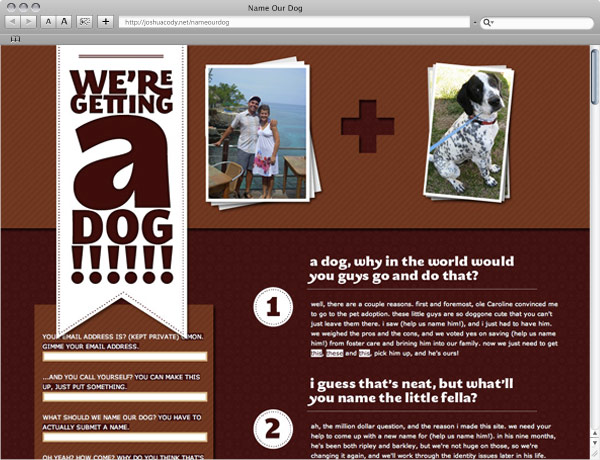 Name Our Dog
A A
http://joshuacody.net/nameourdog
WE'RE
GETTING
a
DOG
!!!!!!
a dog, why in the world would
you guys go and do that?
1
well, there are a couple reasons. first and foremost, ole Caroline convinced me
to go to the pet adoption. these little guys are so doggone cute that you can't
just leave them there. i saw (help us name him!), and i just had to have him.
we weighed the pros and the cons, and we voted yes on saving (help us name
him!) from foster care and brining him into our family. now we just need to get
this, these and this, pick him up, and he's ours!
YOUR EMAIL ADDRESS IS? (KEPT PRIVATE) C'MON.
GIMME YOUR EMAIL ADDRESS.
...AND YOU CALL YOURSELF? YOU CAN MAKE THIS
UP, JUST PUT SOMETHING.
WHAT SHOULD WE NAME OUR DOG? YOU HAVE TO
ACTUALLY SUBMIT A NAME.
OH YEAH? HOW COME? WHY DO YOU THINK THAT'S
i guess that's neat, but what'll
you name the little fella?
2
ah, the million dollar question, and the reason i made this site. we need your
help to come up with a new name for (help us name him!). in his nine months,
he's been both ripley and barkley, but we're not huge on those, so we're
changing it again, and we'll work through the identity issues later in his life.